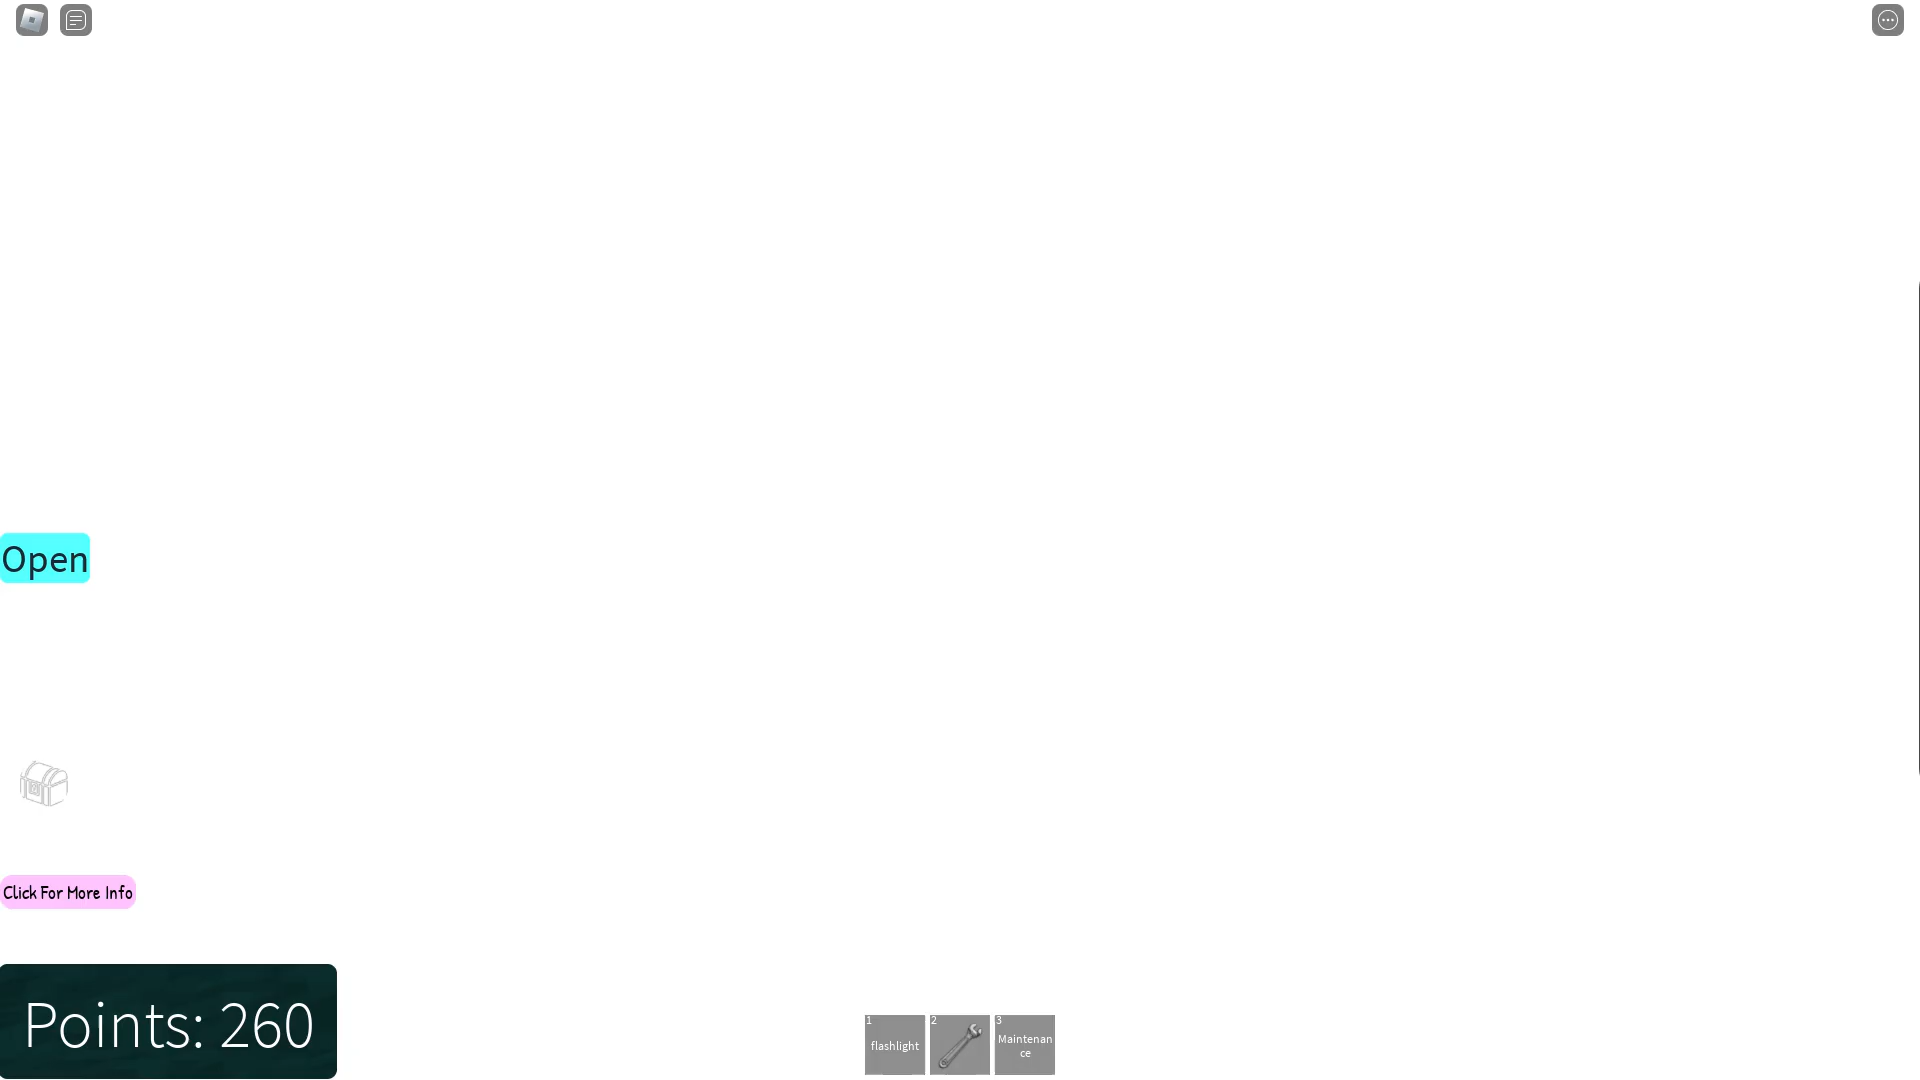 Open
Click For More Info
Points: 260
1
flashlight
2
3
Maintenan
ce